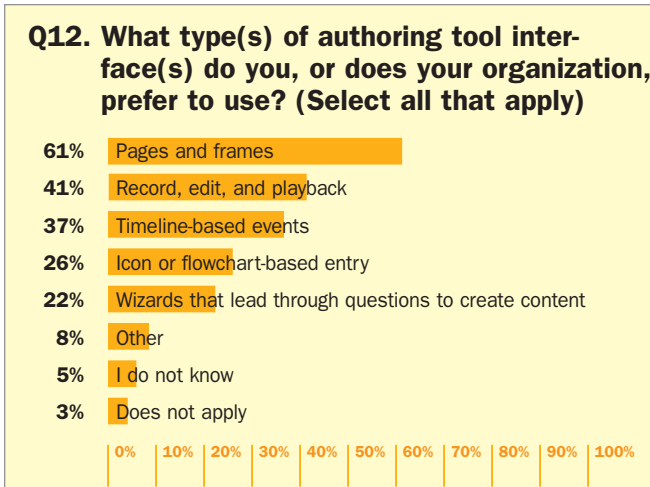 Q12. What type(s) of authoring tool inter-
face(s) do you, or does your organization,
prefer to use? (Select all that apply)
61% Pages and frames
41% Record, edit, and playback
37% Timeline-based events
26% Icon or flowchart-based entry
22% Wizards that lead through questions to create content
8% Other
5% I do not know
3% Does not apply
0% 10% 20% 30% 40% 50% 60% 70% 80% 90% 100%